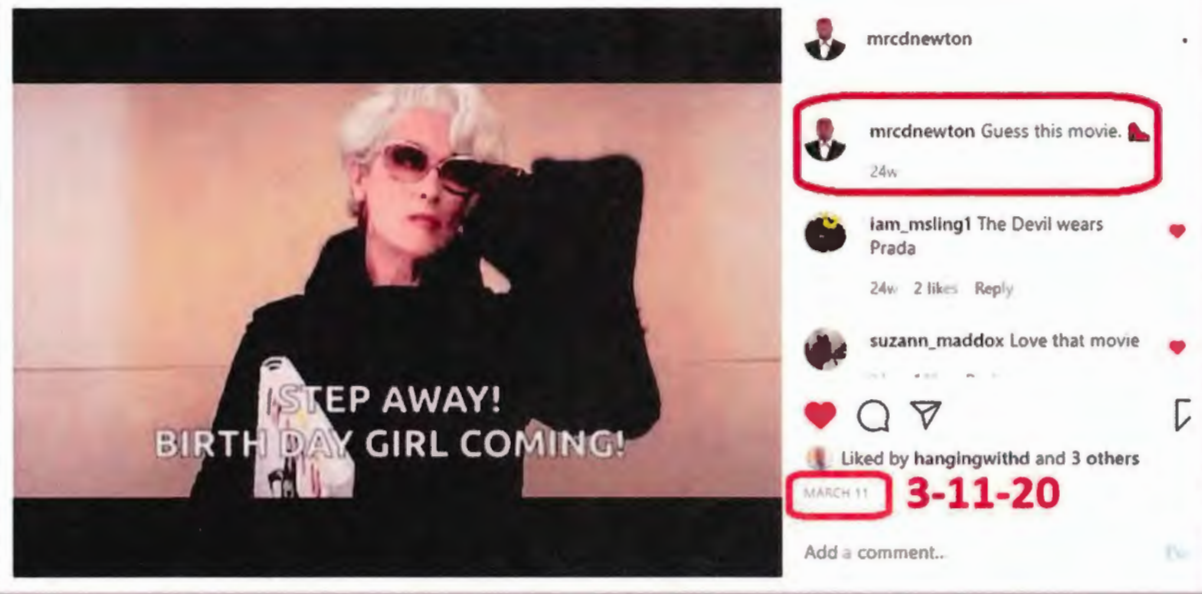 mrcdnewton
mrcdnewton Guess this movie.
24w
iam_msling1 The Devil wears
Prada
24w 2 likes Reply
suzann_maddox Love that movie
STEP AWAY!
BIRTH DAY GIRL COMING!
Liked by hangingwithd and 3 others
MARCH 11
3-11-20
Add a comment..